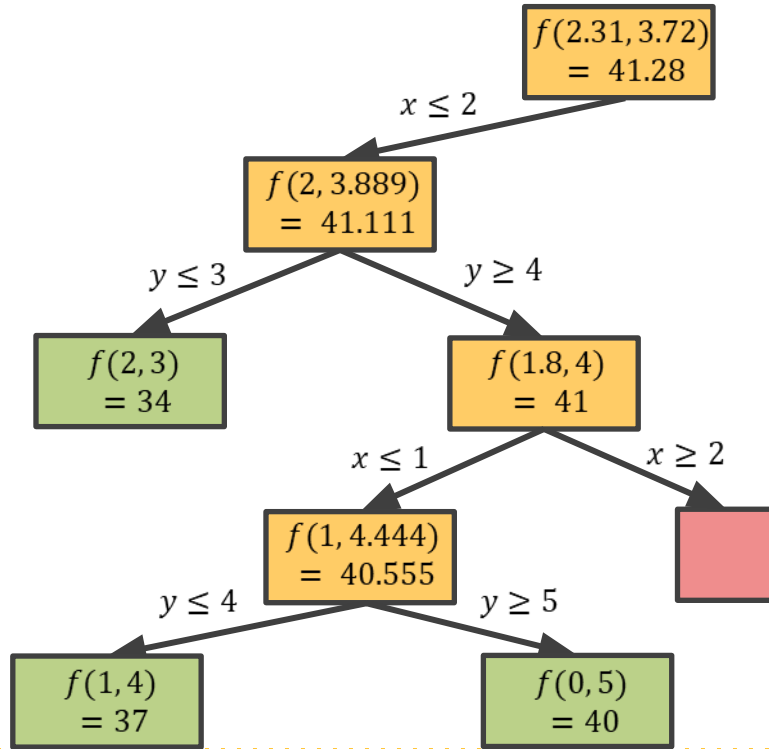 f(2.31, 3.72)
= 41.28
x ≤ 2
f(2, 3.889)
= 41.111
y ≤ 3
y ≥ 4
f(2, 3)
= 34
f(1.8, 4)
= 41
x ≤ 1
x ≥ 2
f(1, 4.444)
= 40.555
y ≤ 4
y ≥ 5
f(1, 4)
= 37
f(0, 5)
= 40